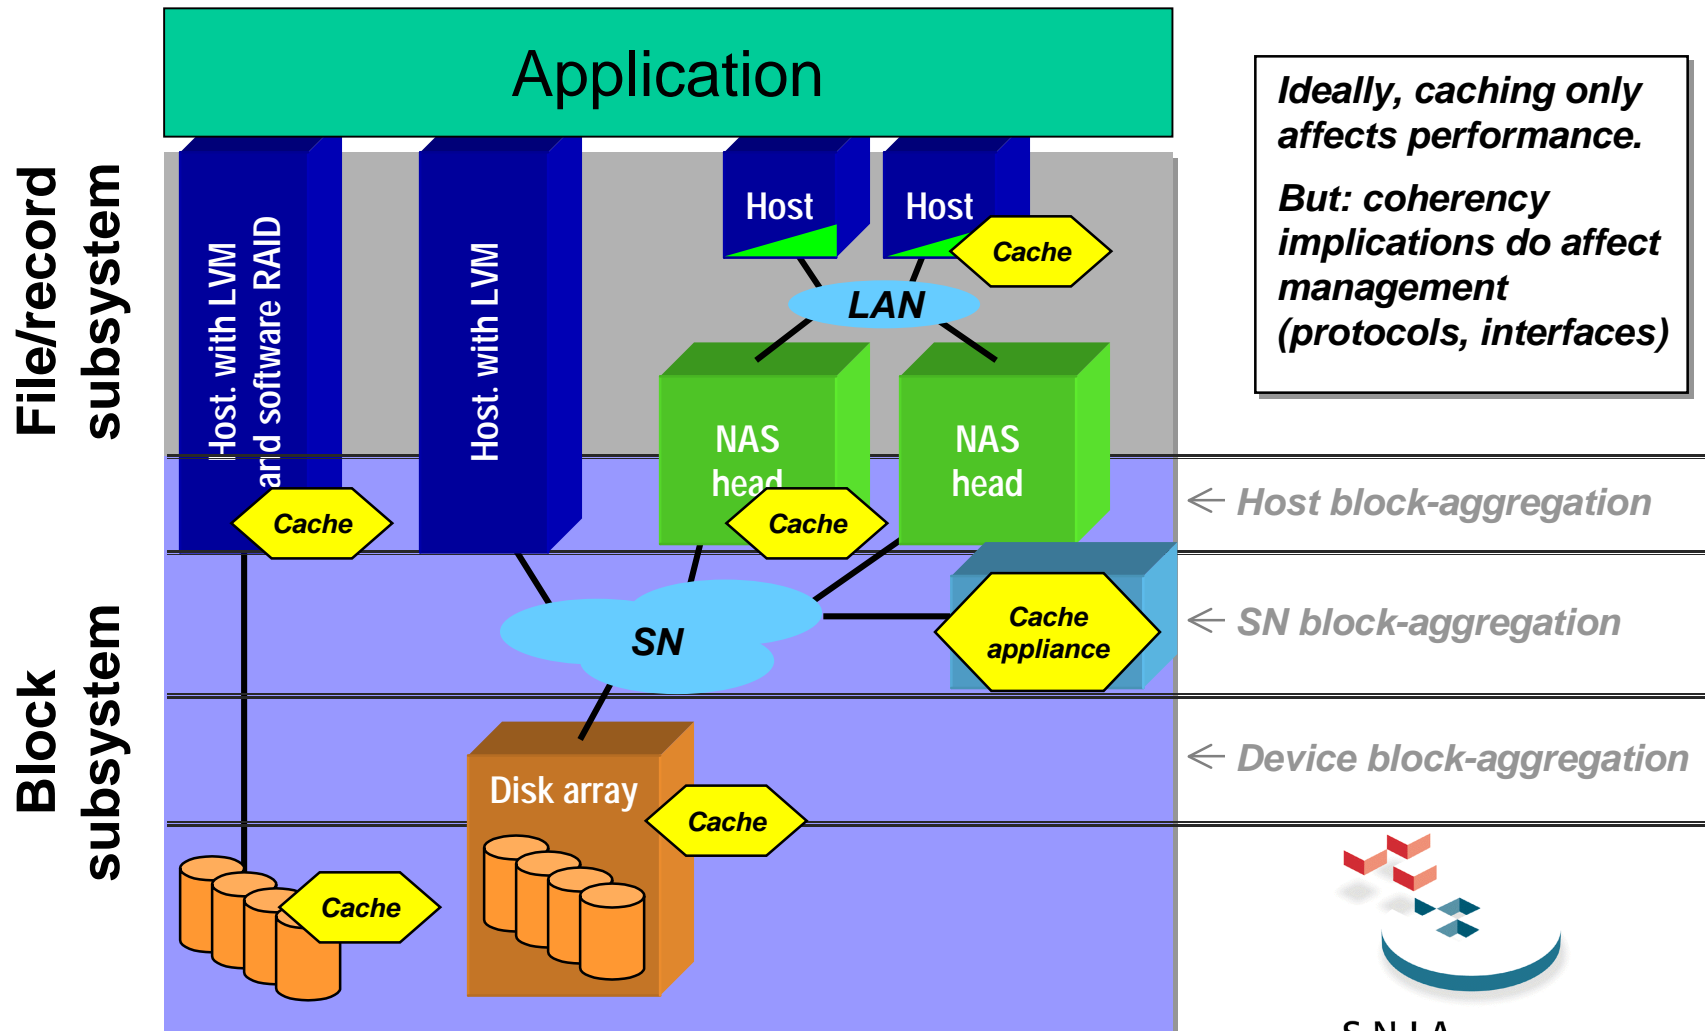 Application
File/record
subsystem
Host. with LVM
and software RAID
Host. with LVM
Host
Host
Cache
LAN
NAS
head
NAS
head
Cache
Cache
Ideally, caching only
affects performance.
But: coherency
implications do affect
management
(protocols, interfaces)
Host block-aggregation
Block
subsystem
SN
Cache
appliance
SN block-aggregation
Device block-aggregation
Disk array
Cache
Cache
SNIA